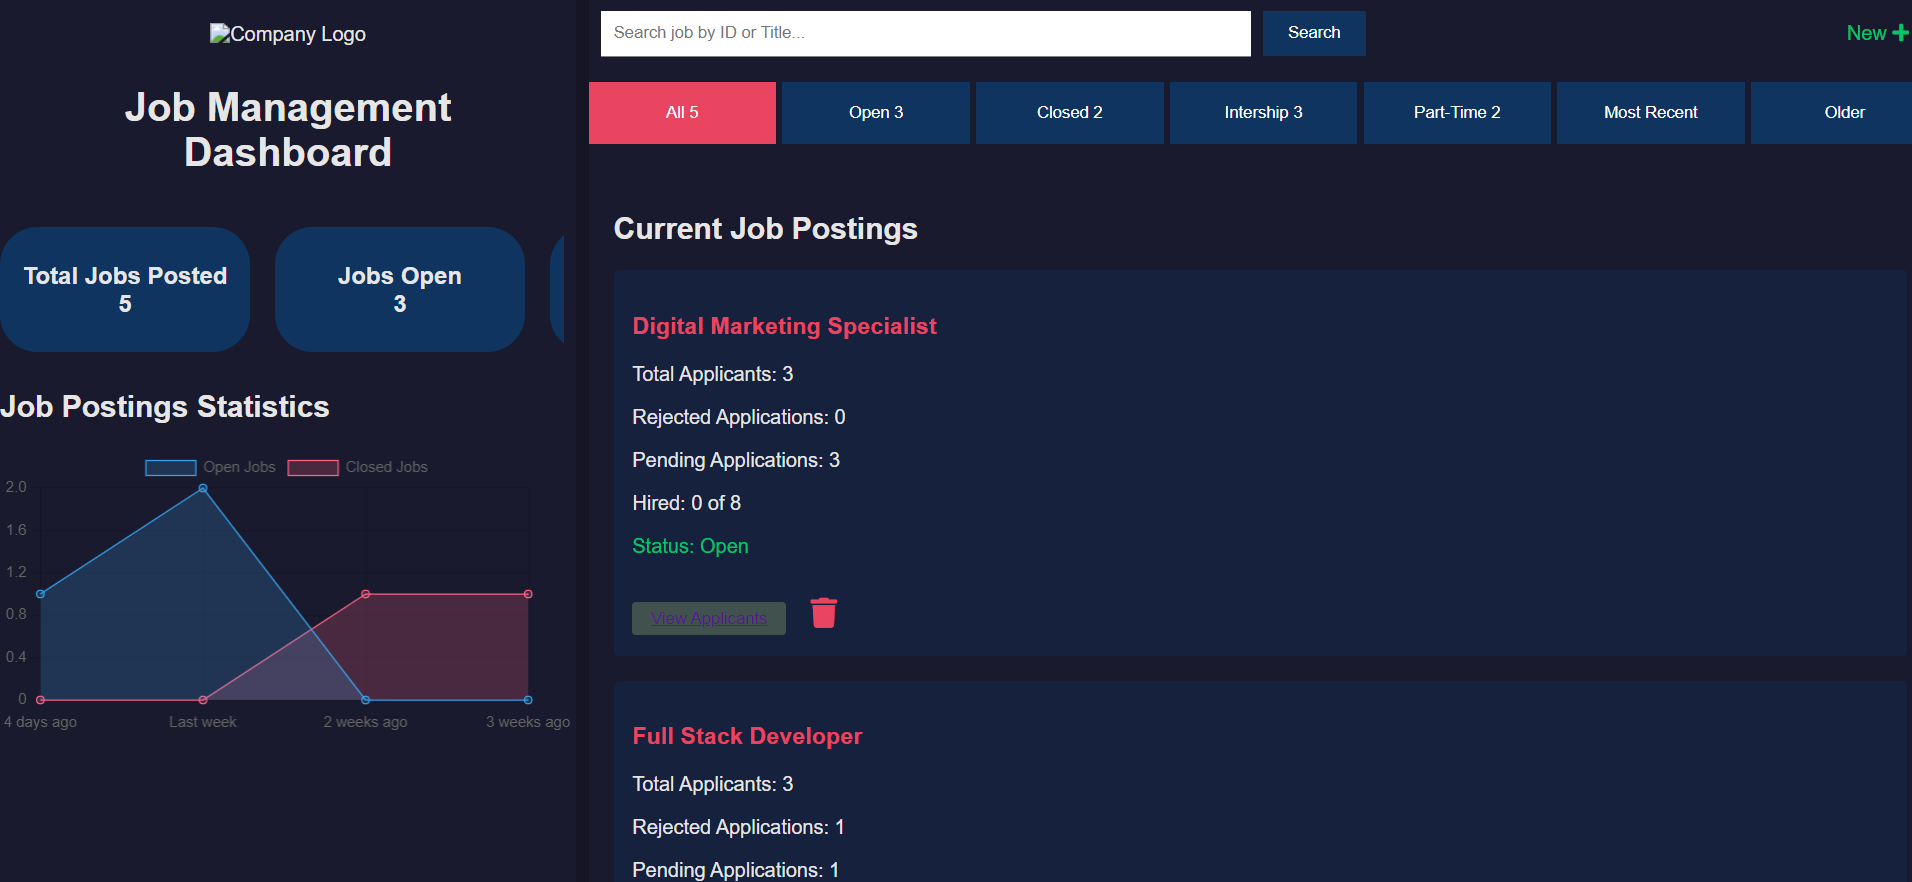 Company Logo
Job Management
Dashboard
Total Jobs Posted
5
Jobs Open
3
Job Postings Statistics
Open Jobs
Closed Jobs
2.0
1.6
1.2
0.8
0.4
0
4 days ago
Last week
2 weeks ago
3 weeks ago
Search job by ID or Title...
Search
New
All 5
Open 3
Closed 2
Intership 3
Part-Time 2
Most Recent
Older
Current Job Postings
Digital Marketing Specialist
Total Applicants: 3
Rejected Applications: 0
Pending Applications: 3
Hired: 0 of 8
Status: Open
View Applicants
Full Stack Developer
Total Applicants: 3
Rejected Applications: 1
Pending Applications: 1